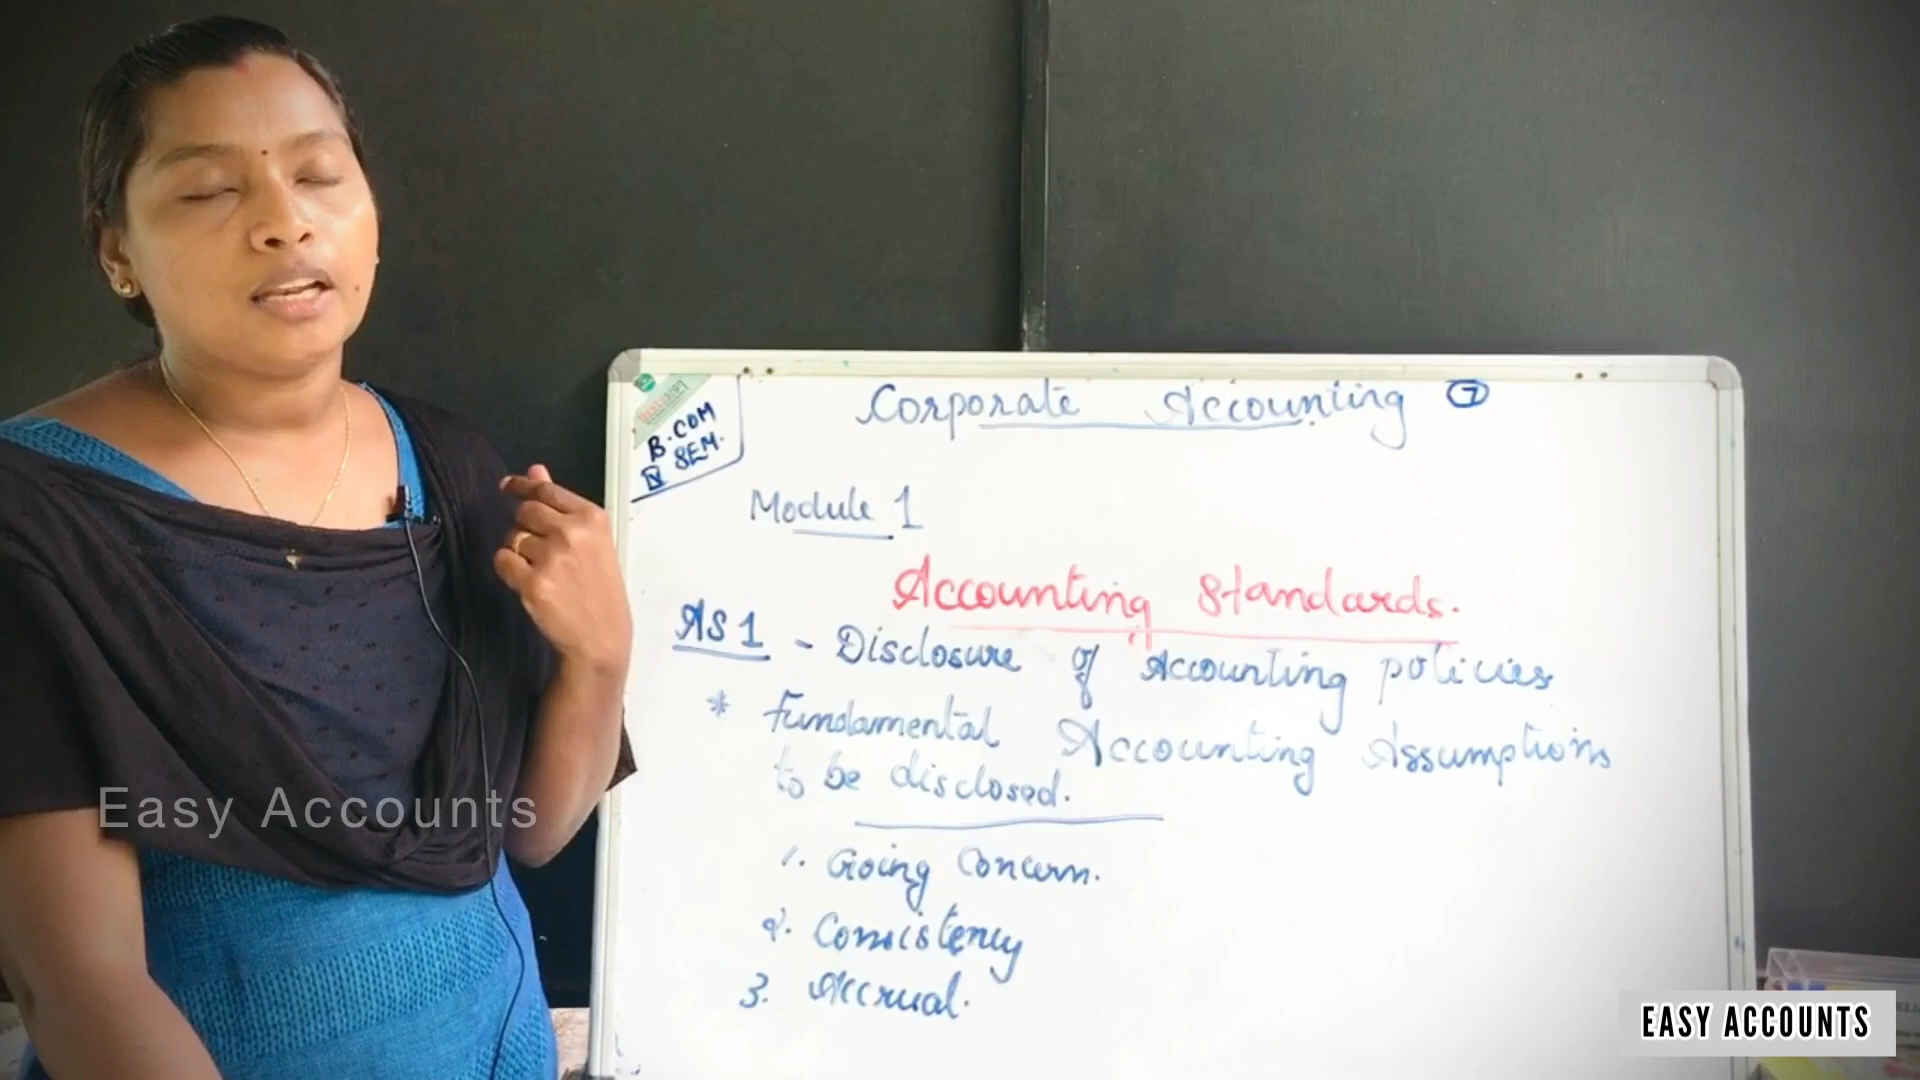 B.COM
SEM.
Corporate Accounting 7
Module 1
Accounting Standards.
AS 1 - Disclosure of Accounting policies
* Fundamental Accounting Assumptions
to be disclosed.
1. Going Concern.
2. Consistency
3. Accrual.
Easy Accounts
EASY ACCOUNTS